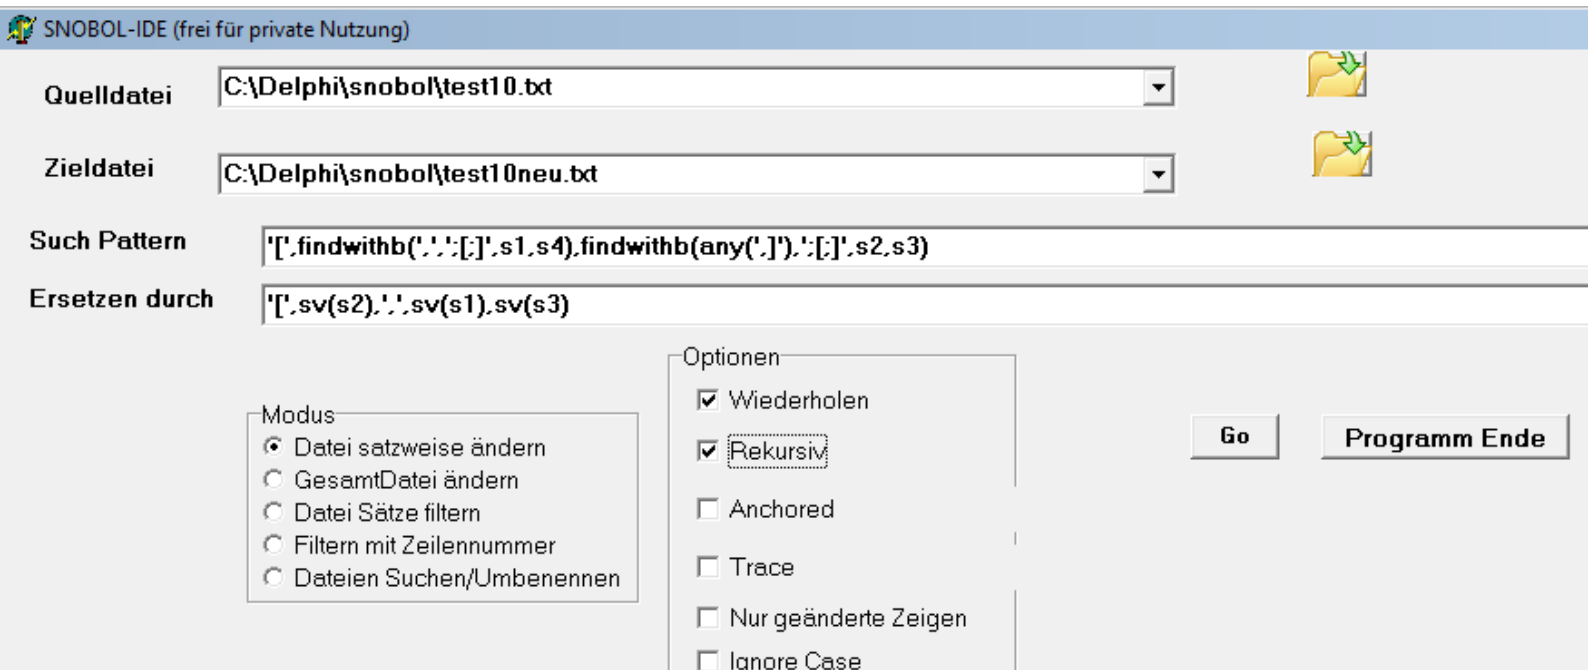 SNOBOL-IDE (frei für private Nutzung)
Quelldatei C:\Delphi\snobol\test10.txt
Zieldatei C:\Delphi\snobol\test10neu.txt
Such Pattern '[',findwithb(',',';[;]',s1,s4),findwithb(any(',]'),';[;]',s2,s3)
Ersetzen durch '[',sv(s2),',',sv(s1),sv(s3)
Modus
Datei satzweise ändern
GesamtDatei ändern
Datei Sätze filtern
Filtern mit Zeilennummer
Dateien Suchen/Umbenennen
Optionen
Wiederholen
Rekursiv
Anchored
Trace
Nur geänderte Zeigen
Ignore Case
Go
Programm Ende